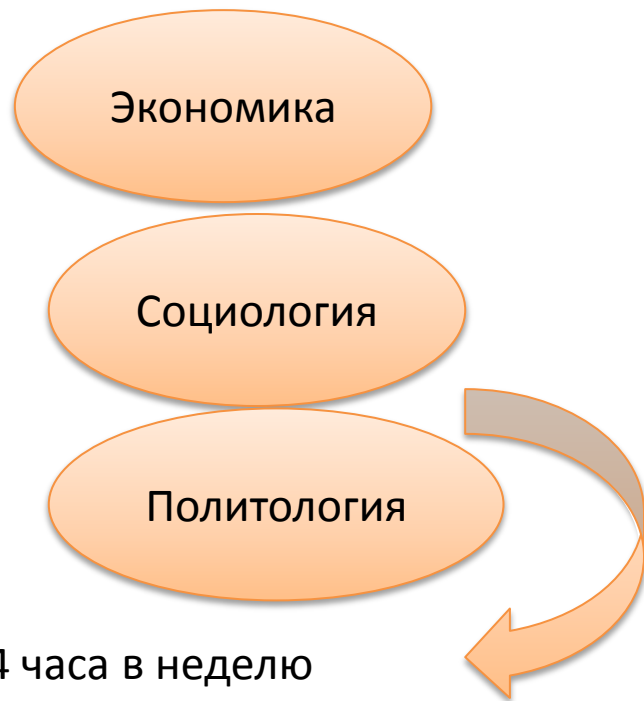 Экономика
Социология
Политология
4 часа в неделю